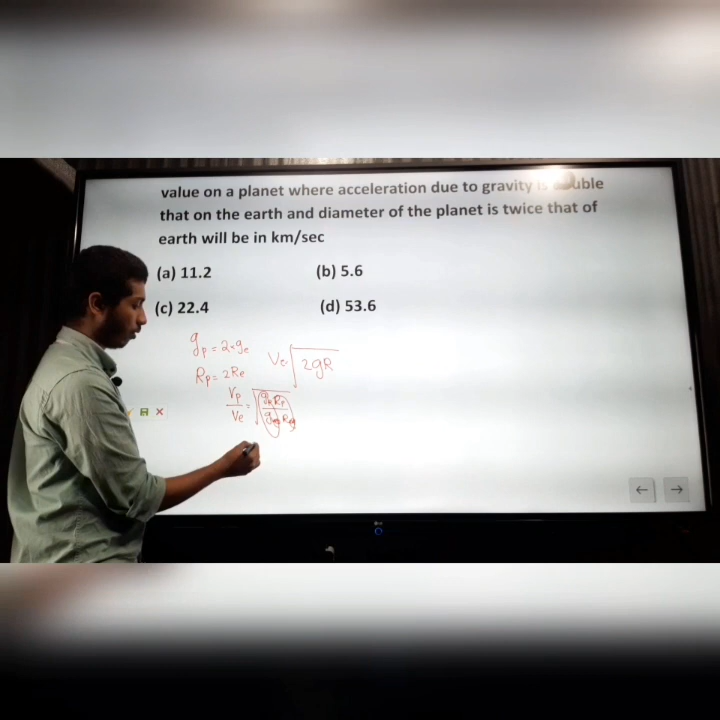 value on a planet where acceleration due to gravity is double
that on the earth and diameter of the planet is twice that of
earth will be in km/sec
(a) 11.2 (b) 5.6
(c) 22.4 (d) 53.6
gp = 2×ge
Ve √2gR
Rp = 2Re
Vp/Ve =